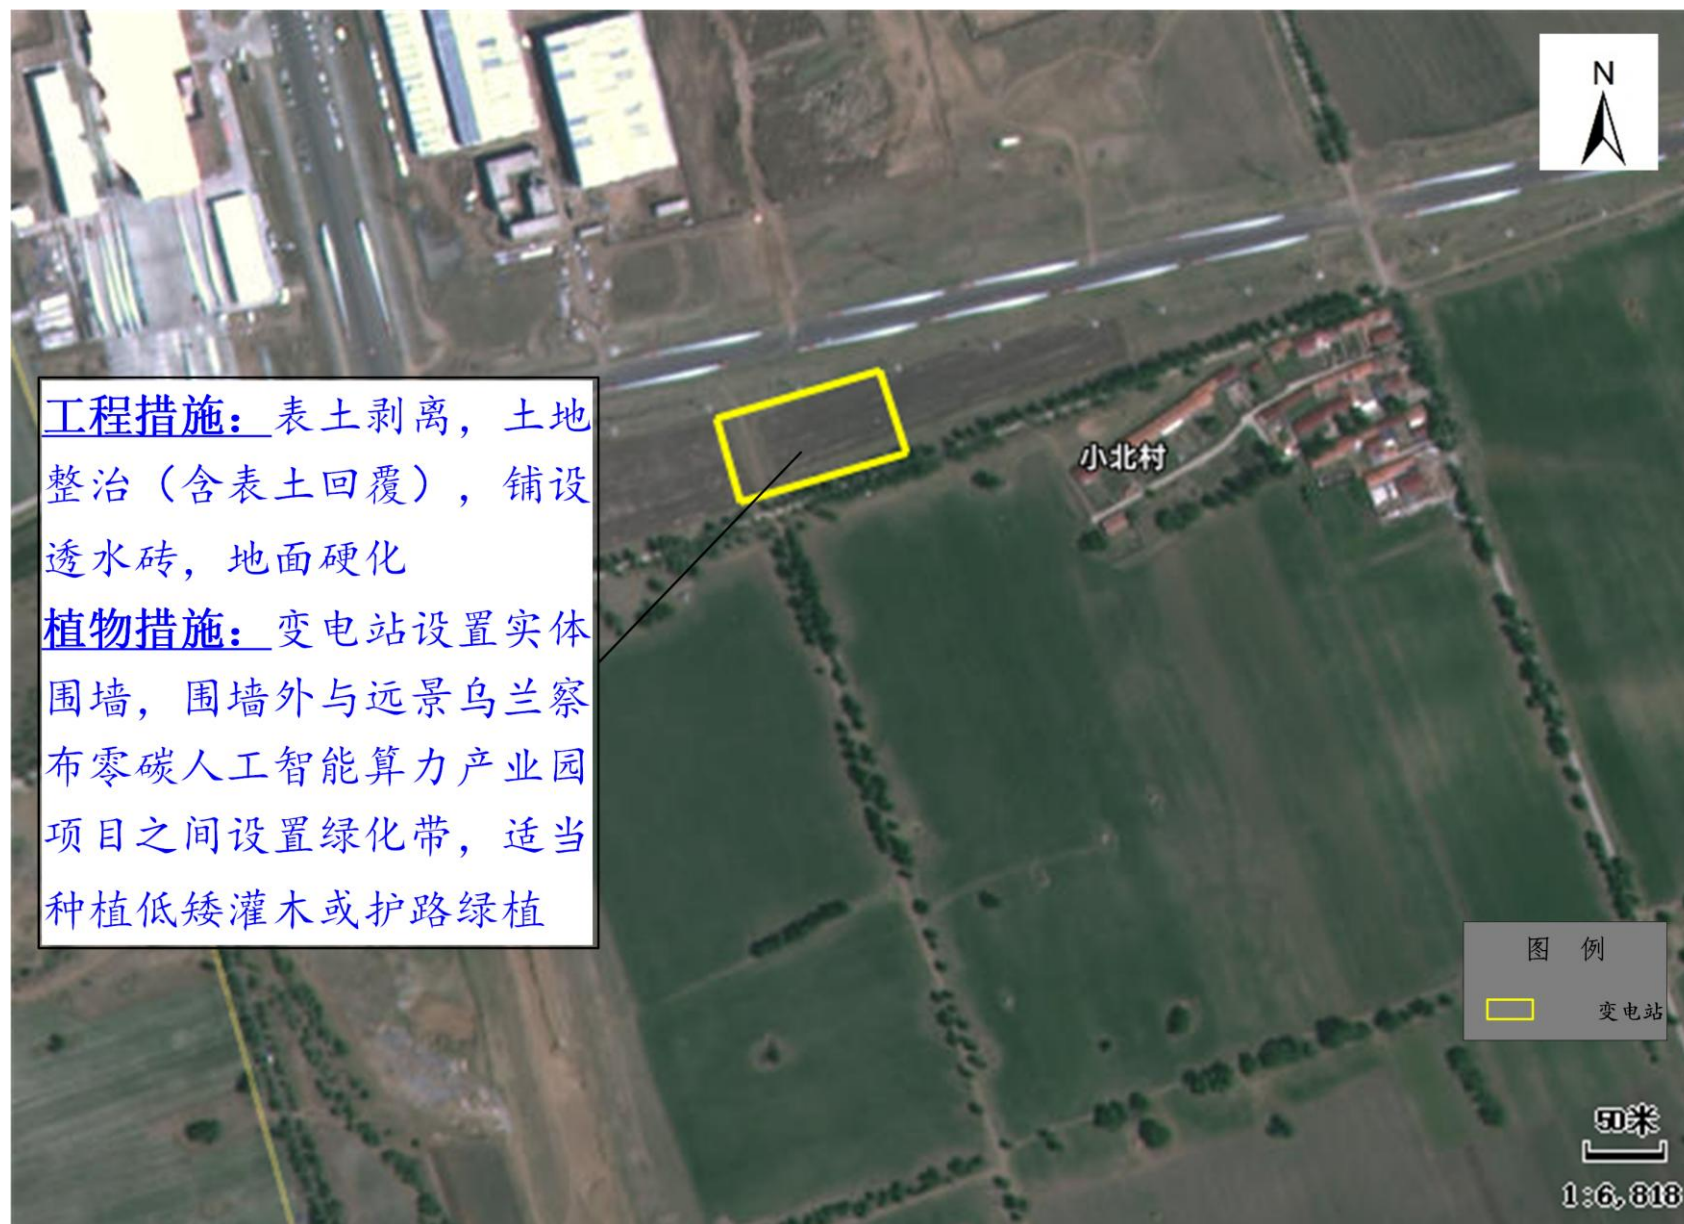 N
工程措施：表土剥离，土地
整治（含表土回覆），铺设
透水砖，地面硬化
植物措施：变电站设置实体
围墙，围墙外与远景乌兰察
布零碳人工智能算力产业园
项目之间设置绿化带，适当
种植低矮灌木或护路绿植
小北村
图 例
变电站
50米
1:6,818